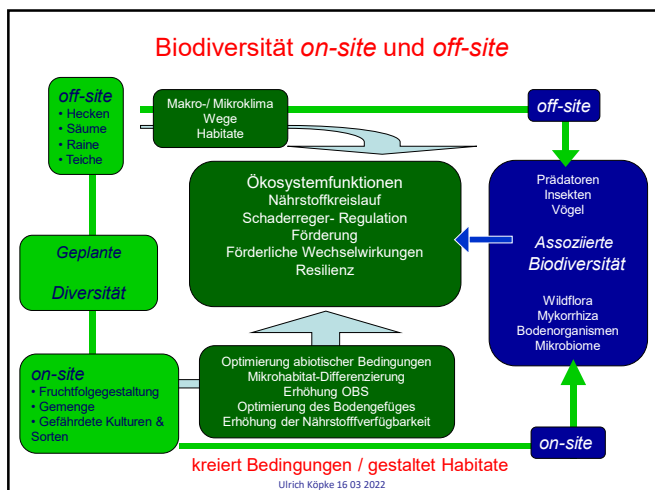 Biodiversität on-site und off-site
off-site
• Hecken
• Säume
• Raine
• Teiche
Makro-/ Mikroklima
Wege
Habitate
off-site
Ökosystemfunktionen
Nährstoffkreislauf
Schaderreger- Regulation
Förderung
Förderliche Wechselwirkungen
Resilienz
Prädatoren
Insekten
Vögel
Assoziierte
Biodiversität
Wildflora
Mykorrhiza
Bodenorganismen
Mikrobiome
Geplante
Diversität
on-site
• Fruchtfolgegestaltung
• Gemenge
• Gefährdete Kulturen &
Sorten
Optimierung abiotischer Bedingungen
Mikrohabitat-Differenzierung
Erhöhung OBS
Optimierung des Bodengefüges
Erhöhung der Nährstofffverfügbarkeit
on-site
kreiert Bedingungen / gestaltet Habitate
Ulrich Köpke 16 03 2022